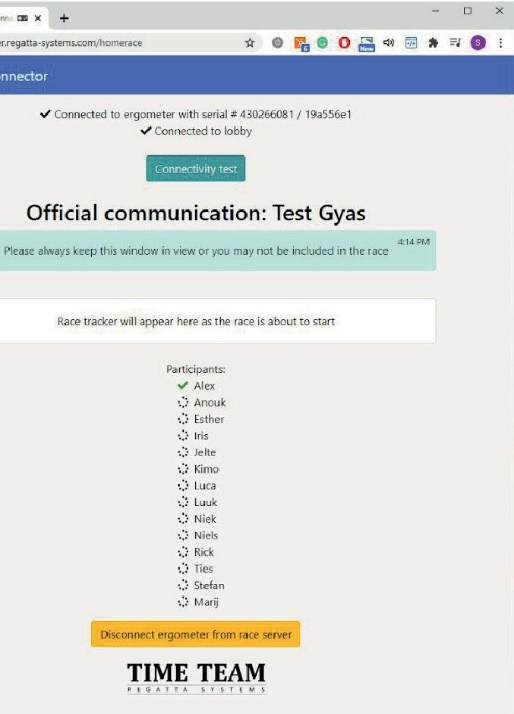 er.regatta-systems.com/homerace
6
New
S
nnector
✔ Connected to ergometer with serial # 430266081 / 19a556e1
✔ Connected to lobby
Connectivity test
Official communication: Test Gyas
4:14 PM
Please always keep this window in view or you may not be included in the race
Race tracker will appear here as the race is about to start
Participants:
✔ Alex
Anouk
Esther
Iris
Jelte
Kimo
Luca
Luuk
Niek
Niels
Rick
Ties
Stefan
Marij
Disconnect ergometer from race server
TIME TEAM
REGATTA SYSTEMS